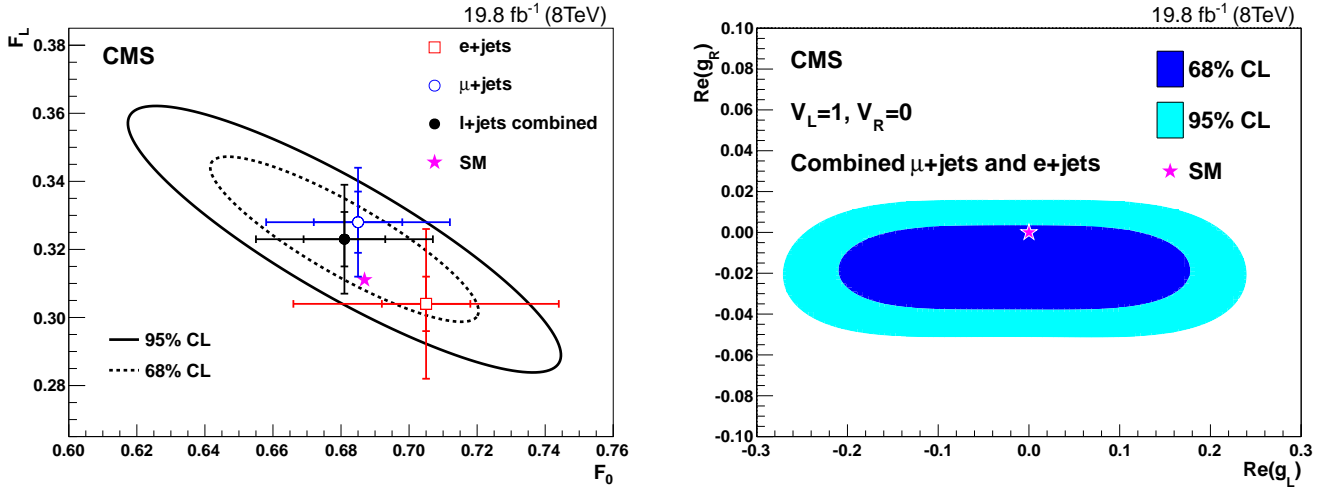 19.8 fb⁻¹ (8TeV)
F_L
CMS
e+jets
μ+jets
l+jets combined
SM
95% CL
68% CL
0.38
0.36
0.34
0.32
0.30
0.28
0.60 0.62 0.64 0.66 0.68 0.70 0.72 0.74 0.76
F_0
19.8 fb⁻¹ (8TeV)
Re(g_R)
CMS
V_L=1, V_R=0
Combined μ+jets and e+jets
68% CL
95% CL
SM
0.10
0.08
0.06
0.04
0.02
0.00
-0.02
-0.04
-0.06
-0.08
-0.10
-0.3 -0.2 -0.1 0.0 0.1 0.2 0.3
Re(g_L)